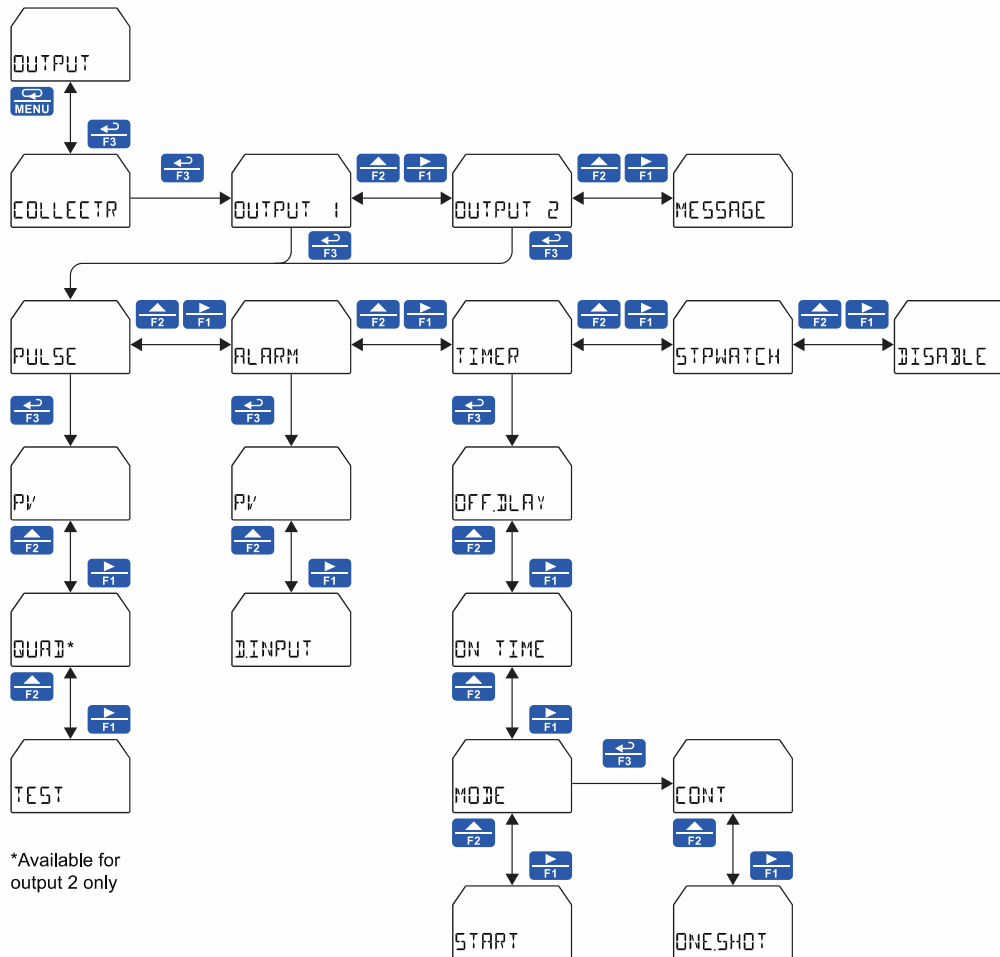 OUTPUT
MENU
F3
COLLECTR
F3
OUTPUT 1
F2 F1
OUTPUT 2
F2 F1
MESSAGE
F3
F3
PULSE
F2 F1
ALARM
F2 F1
TIMER
F2 F1
STPWATCH
F2 F1
DISABLE
F3
F3
F3
PV
PV
OFF.DLAY
F2
F2
F2
F1
F1
F1
QUAD*
D.INPUT
ON TIME
F2
F2
F1
F1
TEST
MODE
F3
CONT
F2
F2
F1
F1
*Available for
output 2 only
START
ONE.SHOT